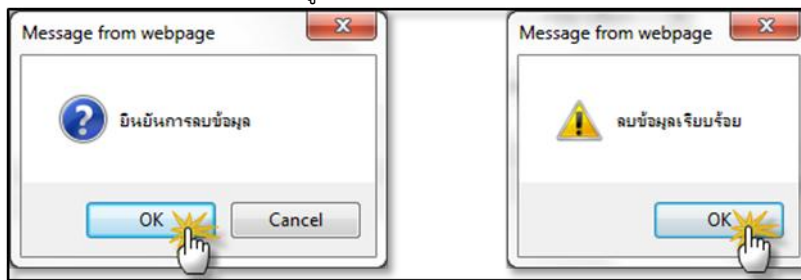 Message from webpage
ยืนยันการลบข้อมูล
OK
Cancel
Message from webpage
ลบข้อมูลเรียบร้อย
OK